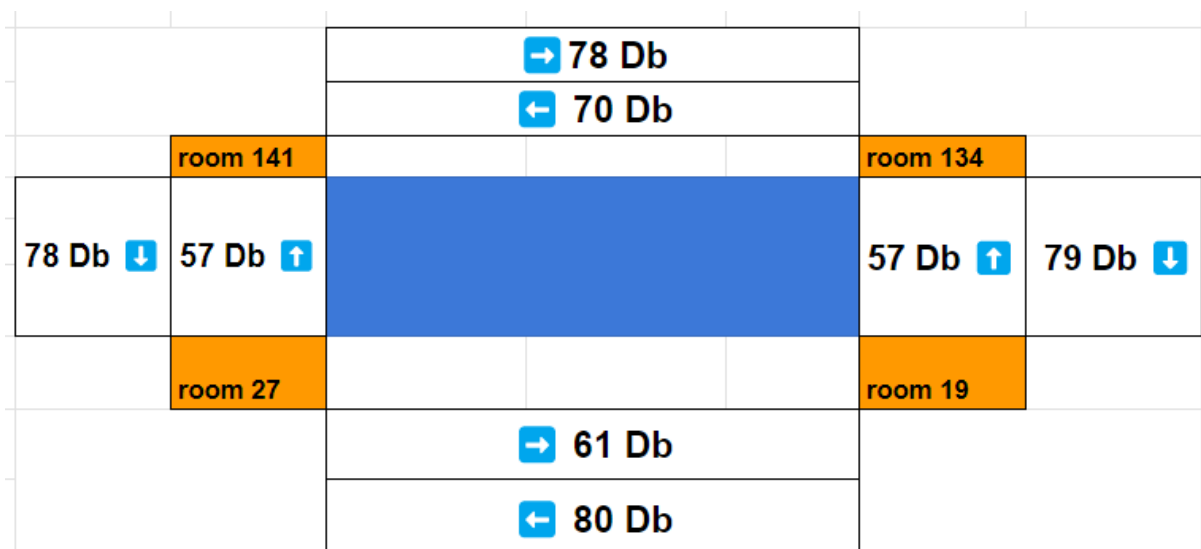 ➡️ 78 Db
⬅️ 70 Db
room 141
room 134
78 Db ⬇️
57 Db ⬆️
57 Db ⬆️
79 Db ⬇️
room 27
room 19
➡️ 61 Db
⬅️ 80 Db